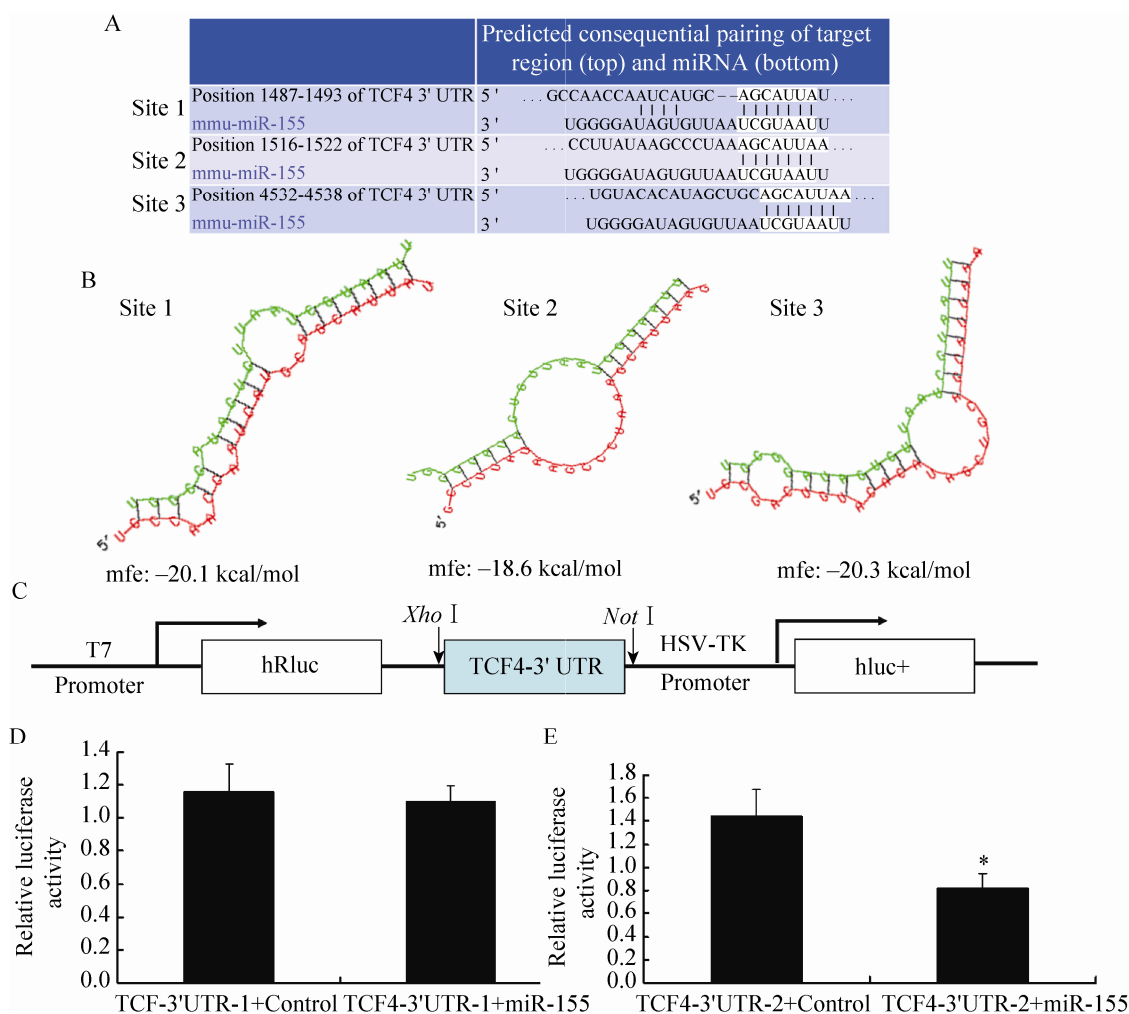 A
Predicted consequential pairing of target
region (top) and miRNA (bottom)
Site 1
Position 1487-1493 of TCF4 3' UTR 5' ...GCCAACCAAUCAUGC--AGCAUUAU...
mmu-miR-155 3' UGGGGAUAGUGUUAAUCGUAAUU
Site 2
Position 1516-1522 of TCF4 3' UTR 5' ...CCUUAUAAGCCCUAAAGCAUUAA...
mmu-miR-155 3' UGGGGAUAGUGUUAAUCGUAAUU
Site 3
Position 4532-4538 of TCF4 3' UTR 5' ...UGUACACAUAGCUGCAGCAUUAA...
mmu-miR-155 3' UGGGGAUAGUGUUAAUCGUAAUU
B
Site 1
Site 2
Site 3
5'
5'
5'
mfe: –20.1 kcal/mol
mfe: –18.6 kcal/mol
mfe: –20.3 kcal/mol
C
T7
Promoter
hRluc
Xho I
TCF4-3' UTR
Not I
HSV-TK
Promoter
hluc+
D
Relative luciferase
activity
1.4
1.2
1.0
0.8
0.6
0.4
0.2
0.0
TCF-3'UTR-1+Control
TCF4-3'UTR-1+miR-155
E
Relative luciferase
activity
1.8
1.6
1.4
1.2
1.0
0.8
0.6
0.4
0.2
0.0
*
TCF4-3'UTR-2+Control
TCF4-3'UTR-2+miR-155